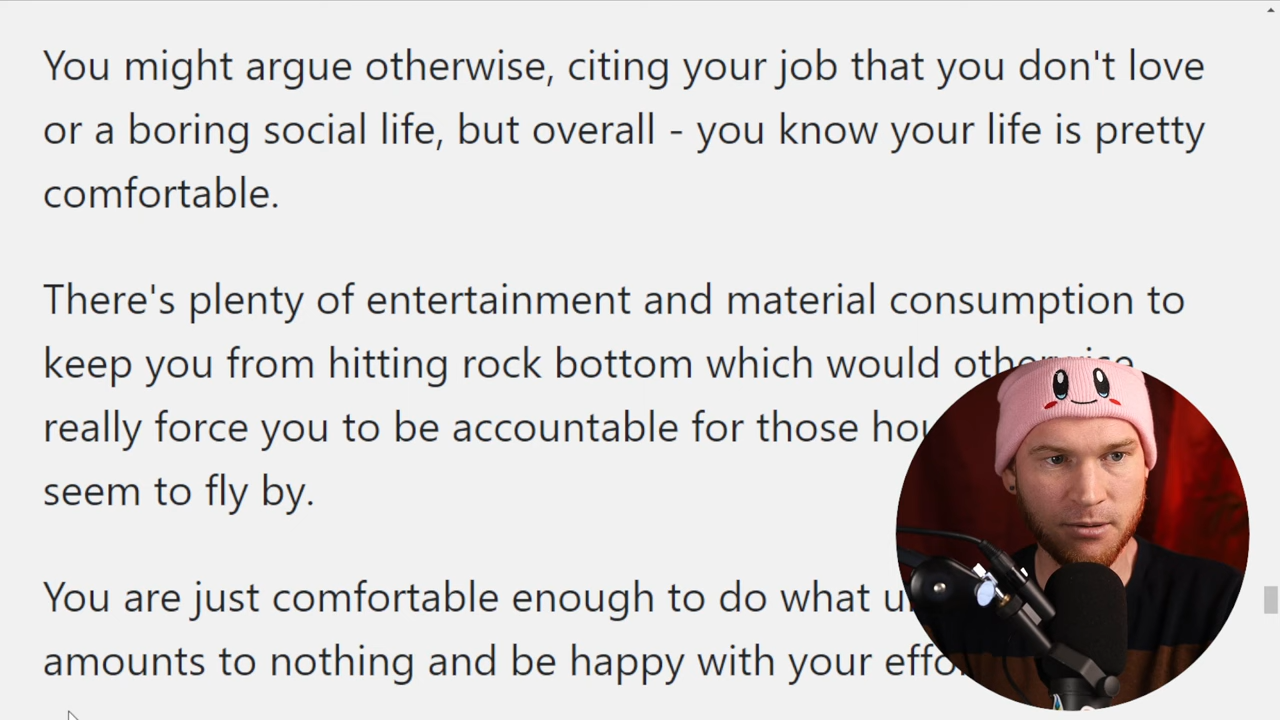 You might argue otherwise, citing your job that you don't love
or a boring social life, but overall - you know your life is pretty
comfortable.
There's plenty of entertainment and material consumption to
keep you from hitting rock bottom which would otherwise
really force you to be accountable for those
seem to fly by.
You are just comfortable enough to do what
amounts to nothing and be happy with your